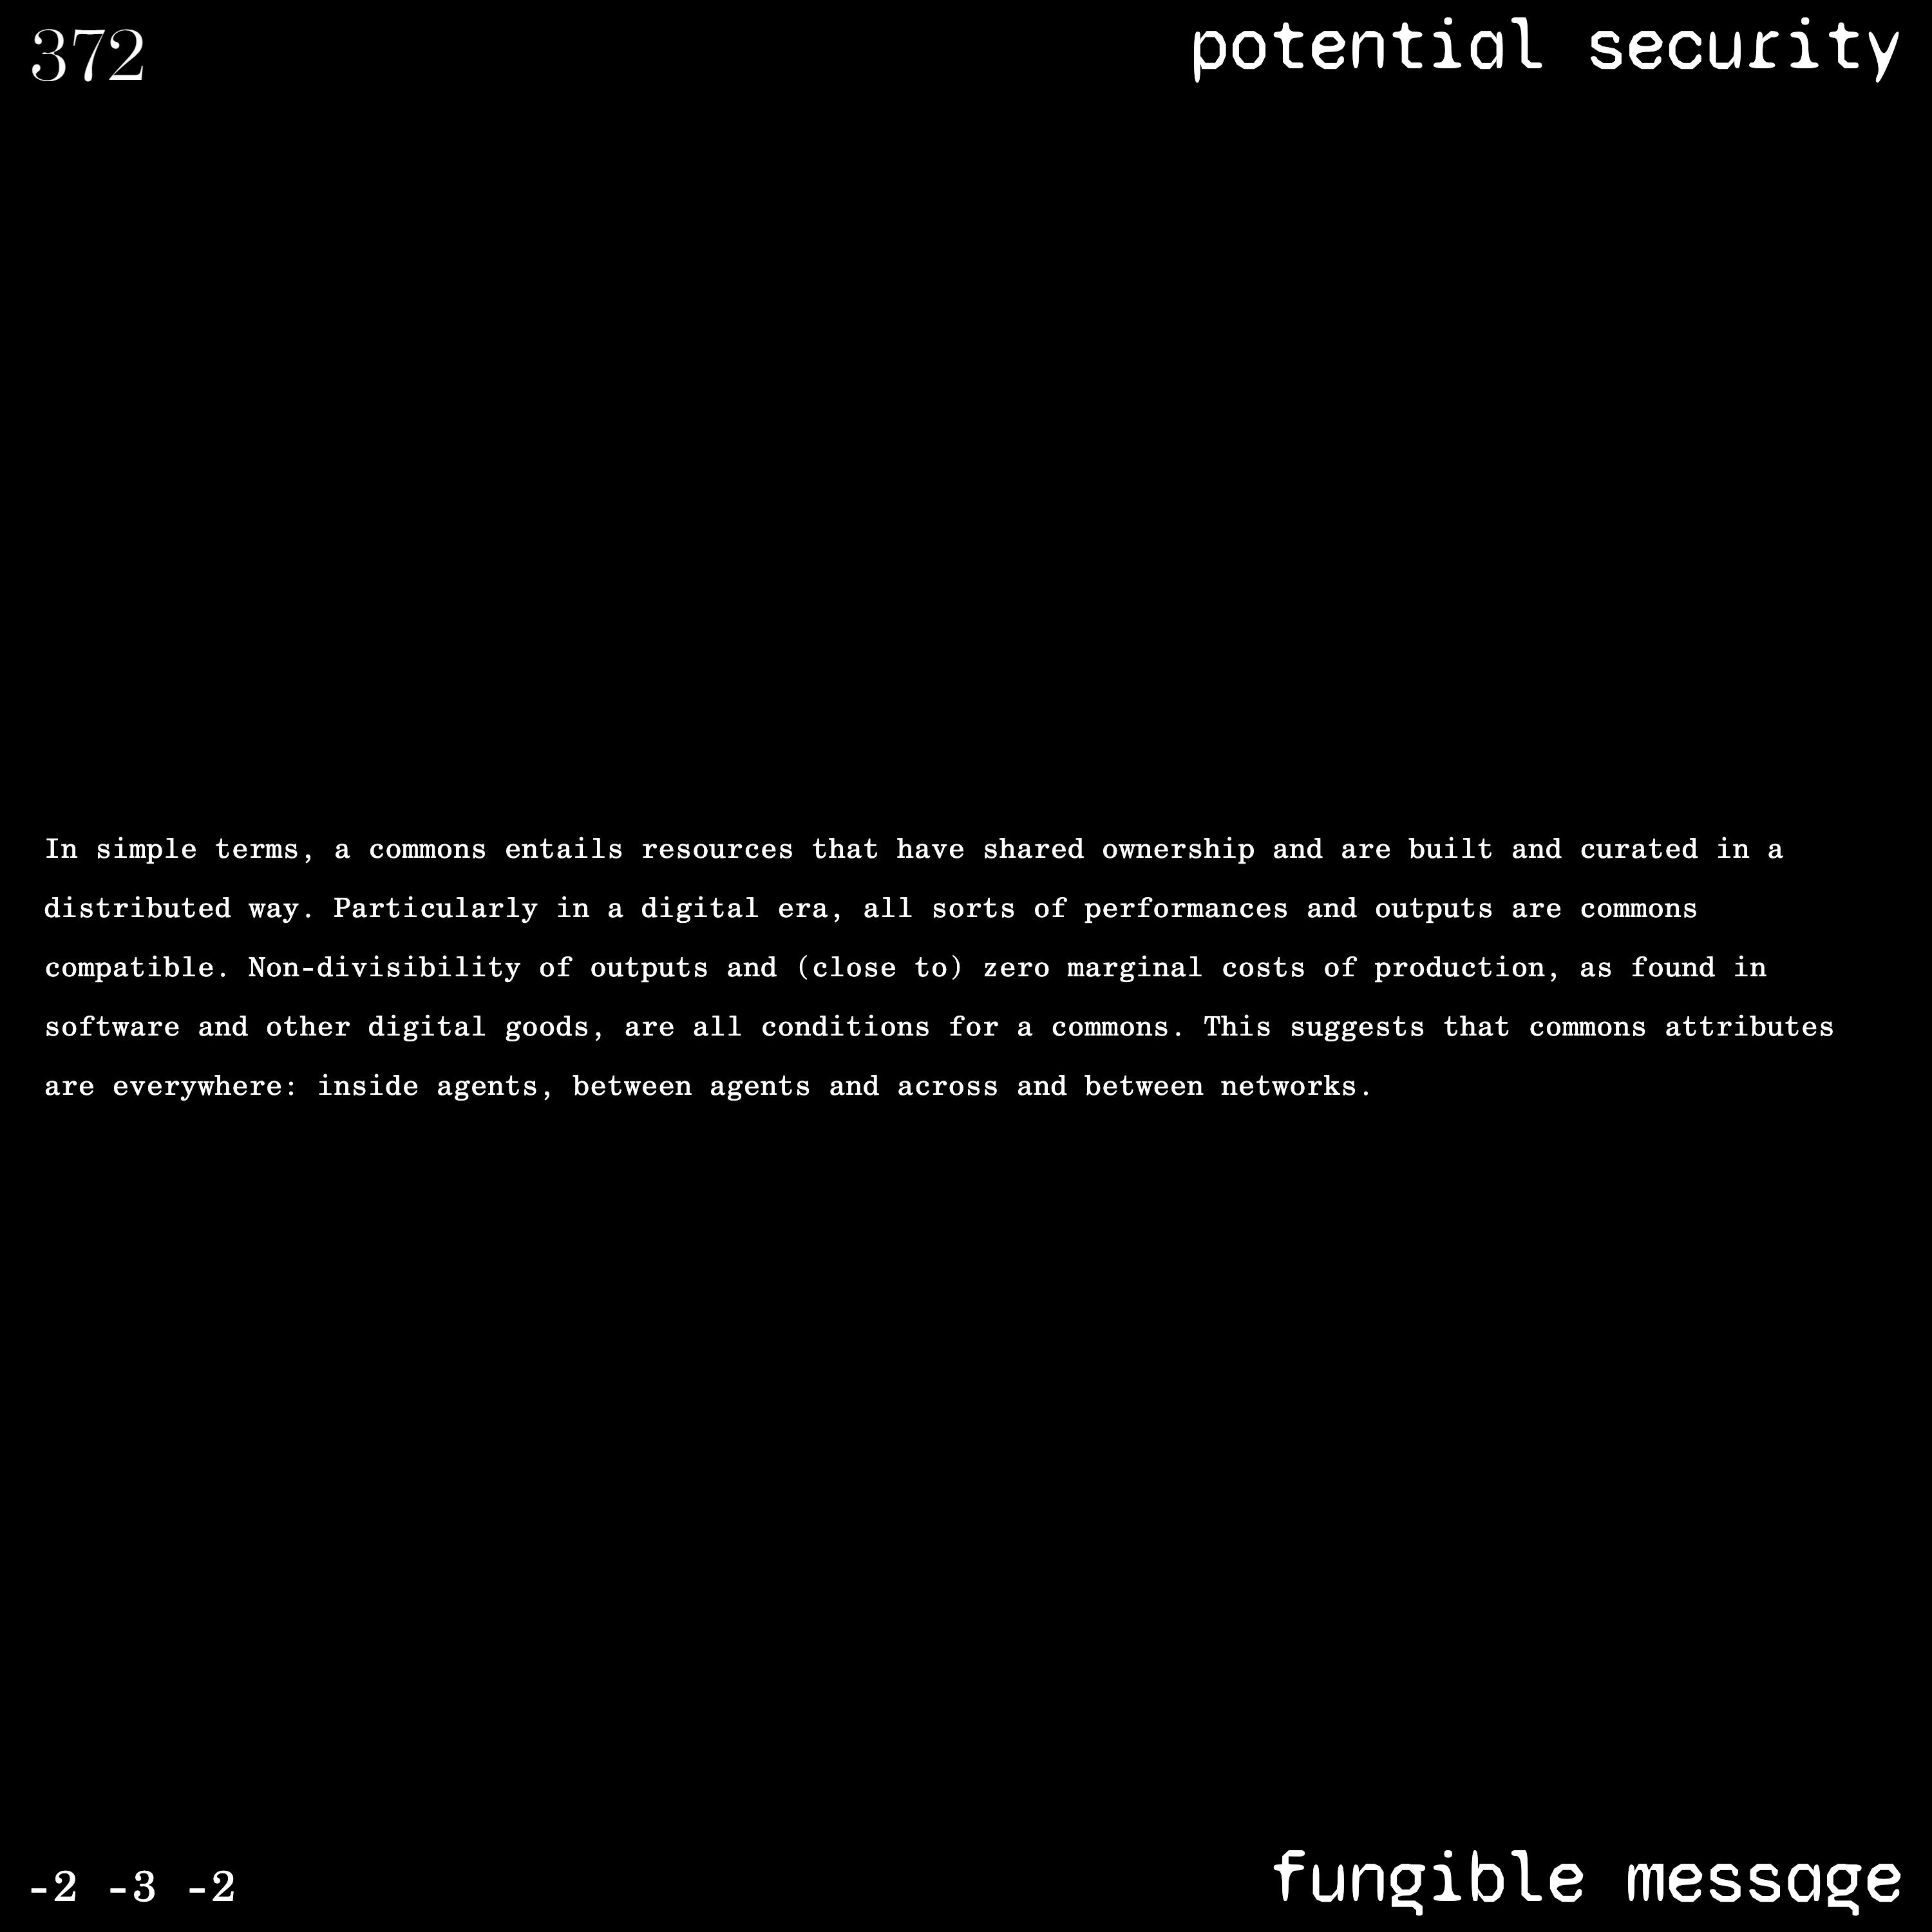 372
potential security
In simple terms, a commons entails resources that have shared ownership and are built and curated in a
distributed way. Particularly in a digital era, all sorts of performances and outputs are commons
compatible. Non-divisibility of outputs and (close to) zero marginal costs of production, as found in
software and other digital goods, are all conditions for a commons. This suggests that commons attributes
are everywhere: inside agents, between agents and across and between networks.
-2 -3 -2
fungible message